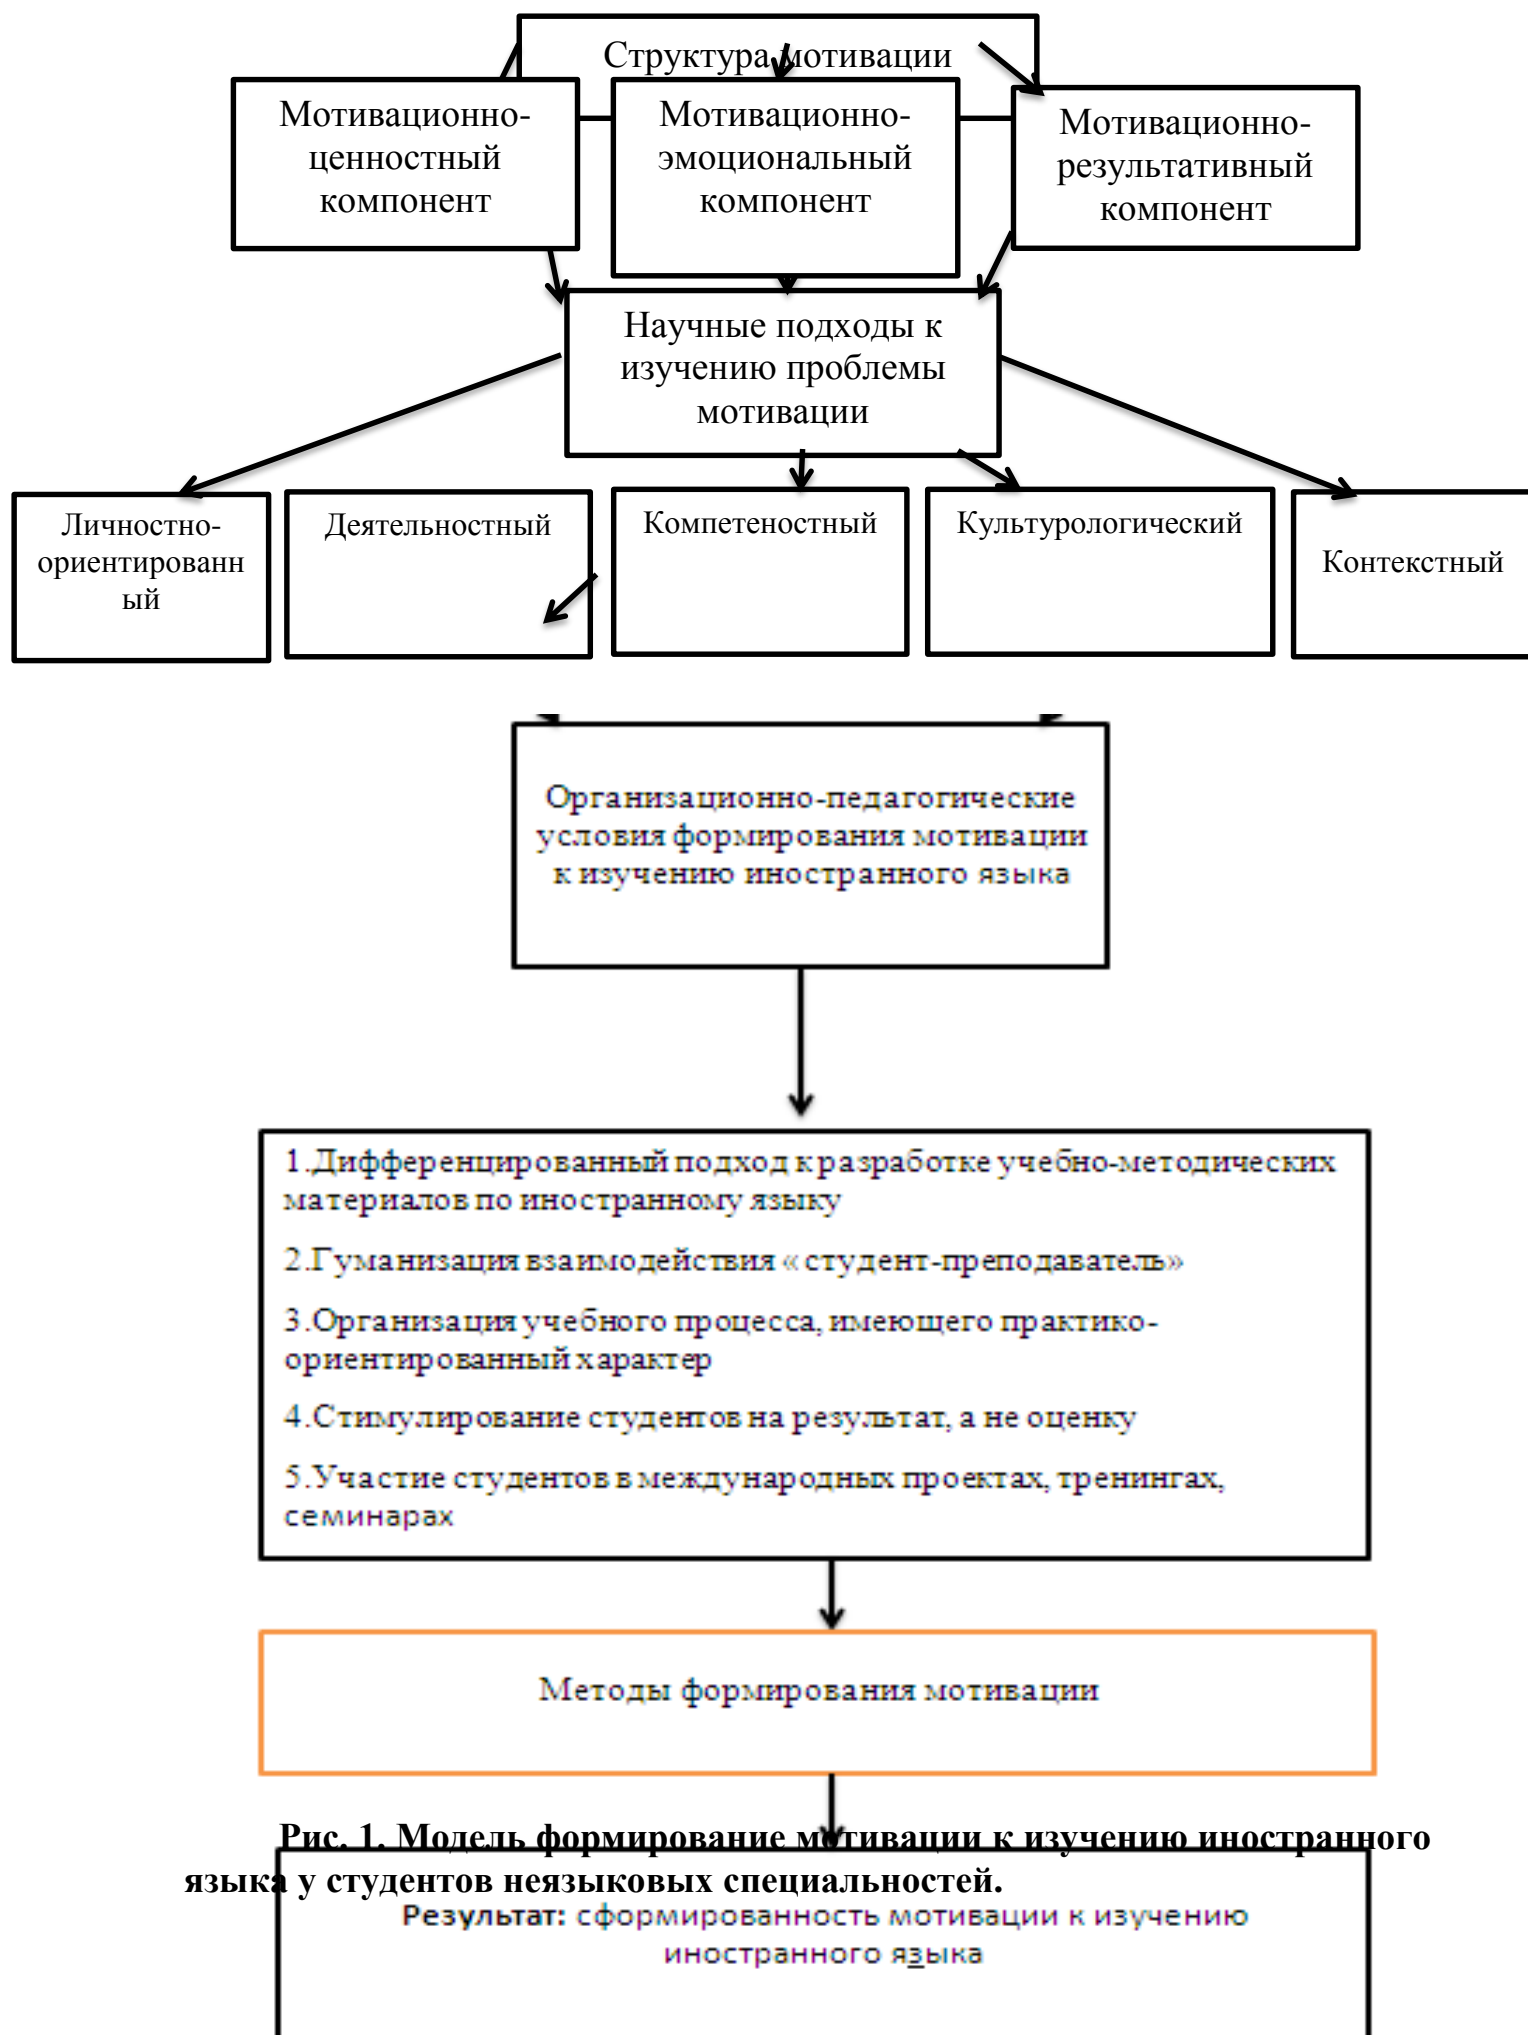 Структура мотивации
Мотивационно-
ценностный
компонент
Мотивационно-
эмоциональный
компонент
Мотивационно-
результативный
компонент
Научные подходы к
изучению проблемы
мотивации
Личностно-
ориентированн
ый
Деятельностный
Компетеностный
Культурологический
Контекстный
Организационно-педагогические
условия формирования мотивации
к изучению иностранного языка
1.Дифференцированный подход к разработке учебно-методических
материалов по иностранному языку
2.Гуманизация взаимодействия « студент-преподаватель»
3.Организация учебного процесса, имеющего практико-
ориентированный характер
4.Стимулирование студентов на результат, а не оценку
5.Участие студентов в международных проектах, тренингах,
семинарах
Методы формирования мотивации
Рис. 1. Модель формирование мотивации к изучению иностранного
языка у студентов неязыковых специальностей.
Результат: сформированность мотивации к изучению
иностранного языка